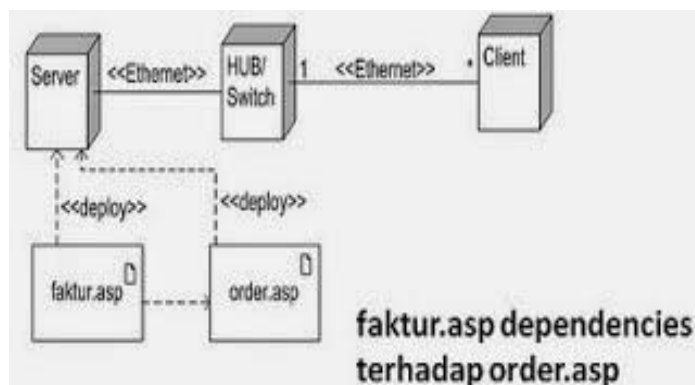 Server
<<Ethernet>>
HUB/
Switch
1
<<Ethernet>>
*
Client
<<deploy>>
<<deploy>>
faktur.asp
order.asp
faktur.asp dependencies
terhadap order.asp